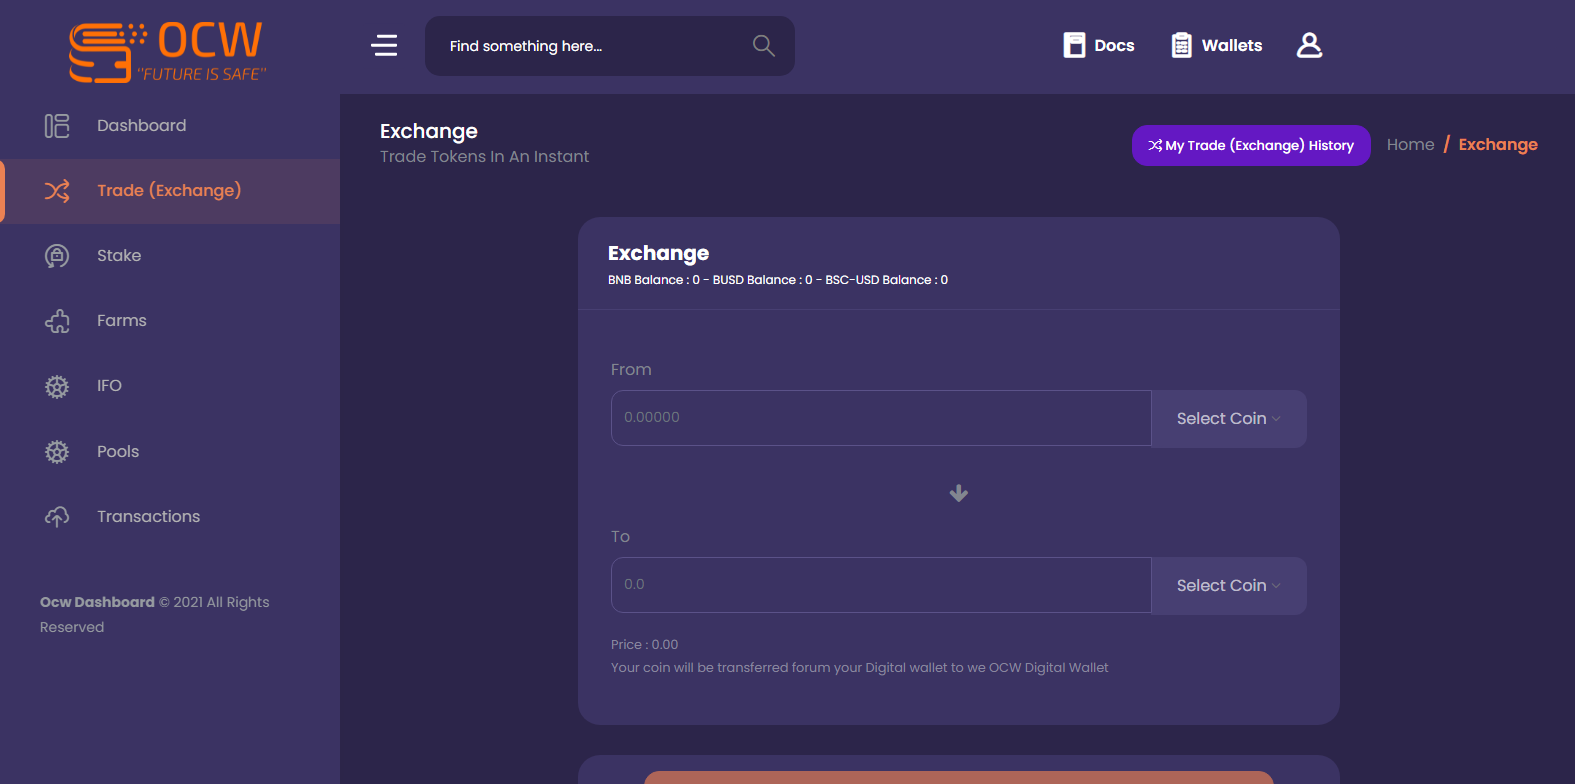 OCW
"FUTURE IS SAFE"
Find something here...
Docs
Wallets
Dashboard
Trade (Exchange)
Stake
Farms
IFO
Pools
Transactions
Ocw Dashboard © 2021 All Rights
Reserved
Exchange
Trade Tokens In An Instant
My Trade (Exchange) History
Home / Exchange
Exchange
BNB Balance : 0 - BUSD Balance : 0 - BSC-USD Balance : 0
From
0.00000
Select Coin
To
0.0
Select Coin
Price : 0.00
Your coin will be transferred forum your Digital wallet to we OCW Digital Wallet